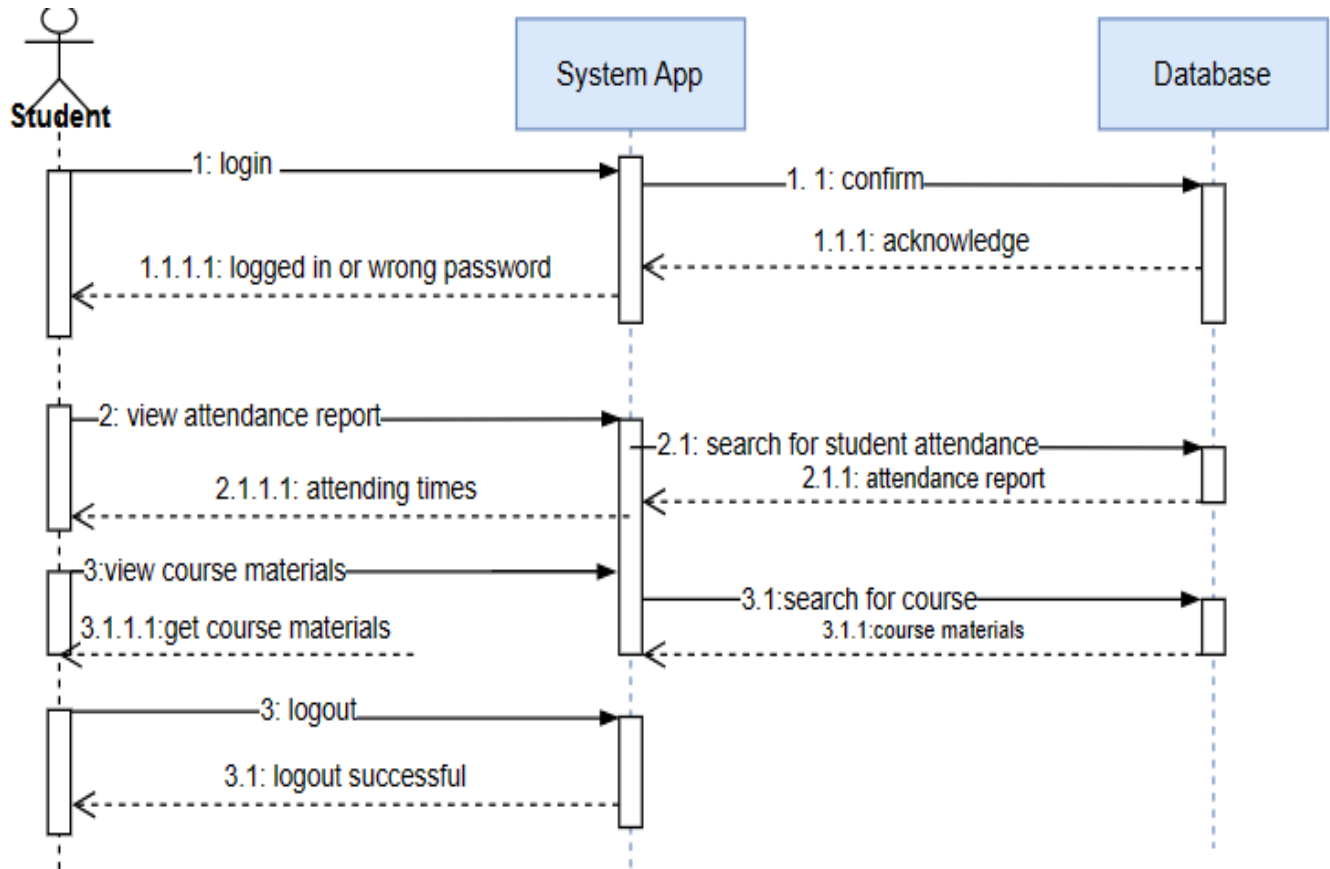 System App
Database
Student
1: login
1. 1: confirm
1.1.1: acknowledge
1.1.1.1: logged in or wrong password
2: view attendance report
2.1: search for student attendance
2.1.1: attendance report
2.1.1.1: attending times
3:view course materials
3.1:search for course
3.1.1:course materials
3.1.1.1:get course materials
3: logout
3.1: logout successful